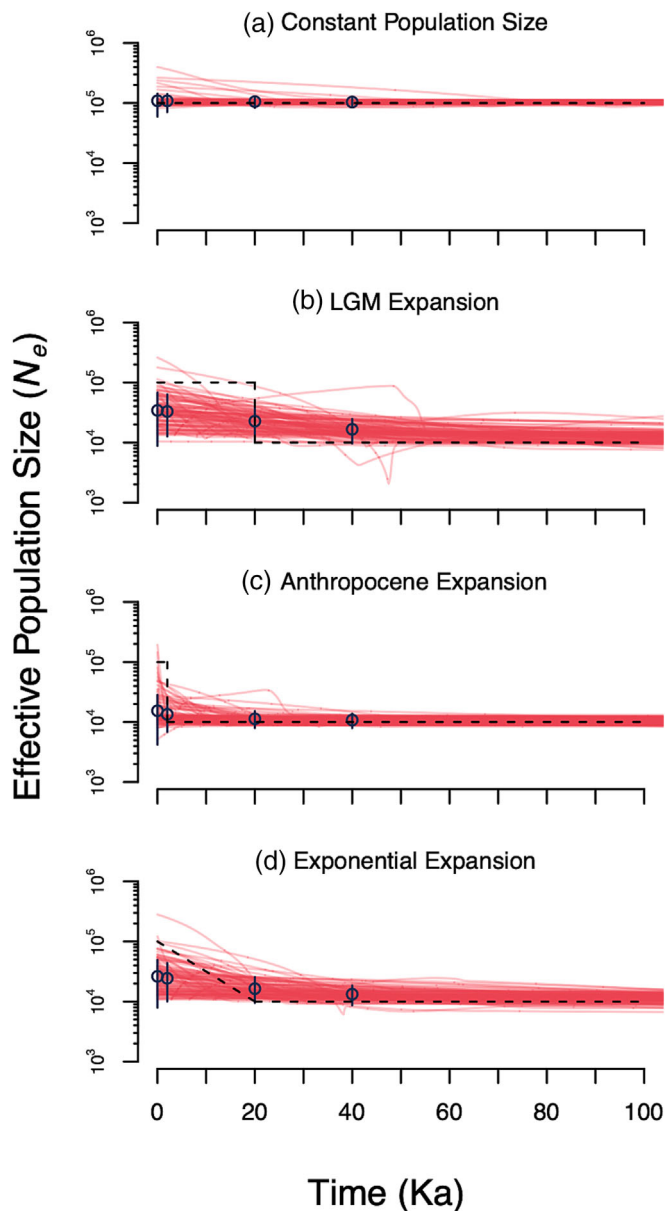 (a) Constant Population Size
10^6
10^5
10^4
10^3
(b) LGM Expansion
10^6
10^5
10^4
10^3
(c) Anthropocene Expansion
10^6
10^5
10^4
10^3
(d) Exponential Expansion
10^6
10^5
10^4
10^3
0 20 40 60 80 100
Time (Ka)
Effective Population Size (N_e)